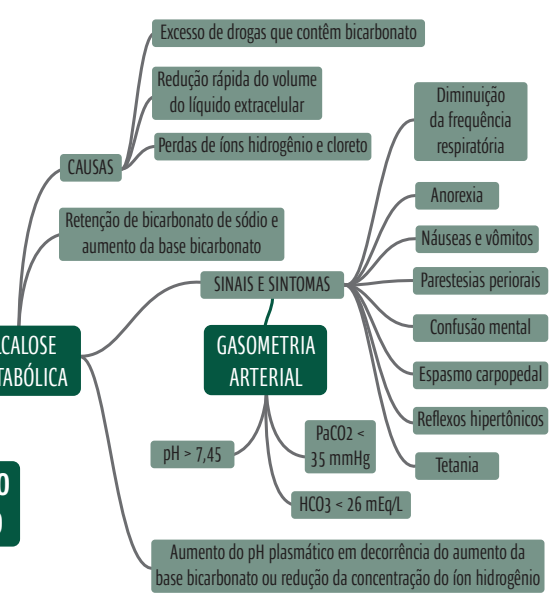 Excesso de drogas que contêm bicarbonato
Redução rápida do volume
do líquido extracelular
Perdas de íons hidrogênio e cloreto
CAUSAS
Retenção de bicarbonato de sódio e
aumento da base bicarbonato
SINAIS E SINTOMAS
Diminuição
da frequência
respiratória
Anorexia
Náuseas e vômitos
Parestesias periorais
Confusão mental
Espasmo carpopedal
Reflexos hipertônicos
Tetania
LCALOSE
TABÓLICA
GASOMETRIA
ARTERIAL
pH > 7,45
PaCO2 <
35 mmHg
HCO3 < 26 mEq/L
O
Aumento do pH plasmático em decorrência do aumento da
base bicarbonato ou redução da concentração do íon hidrogênio